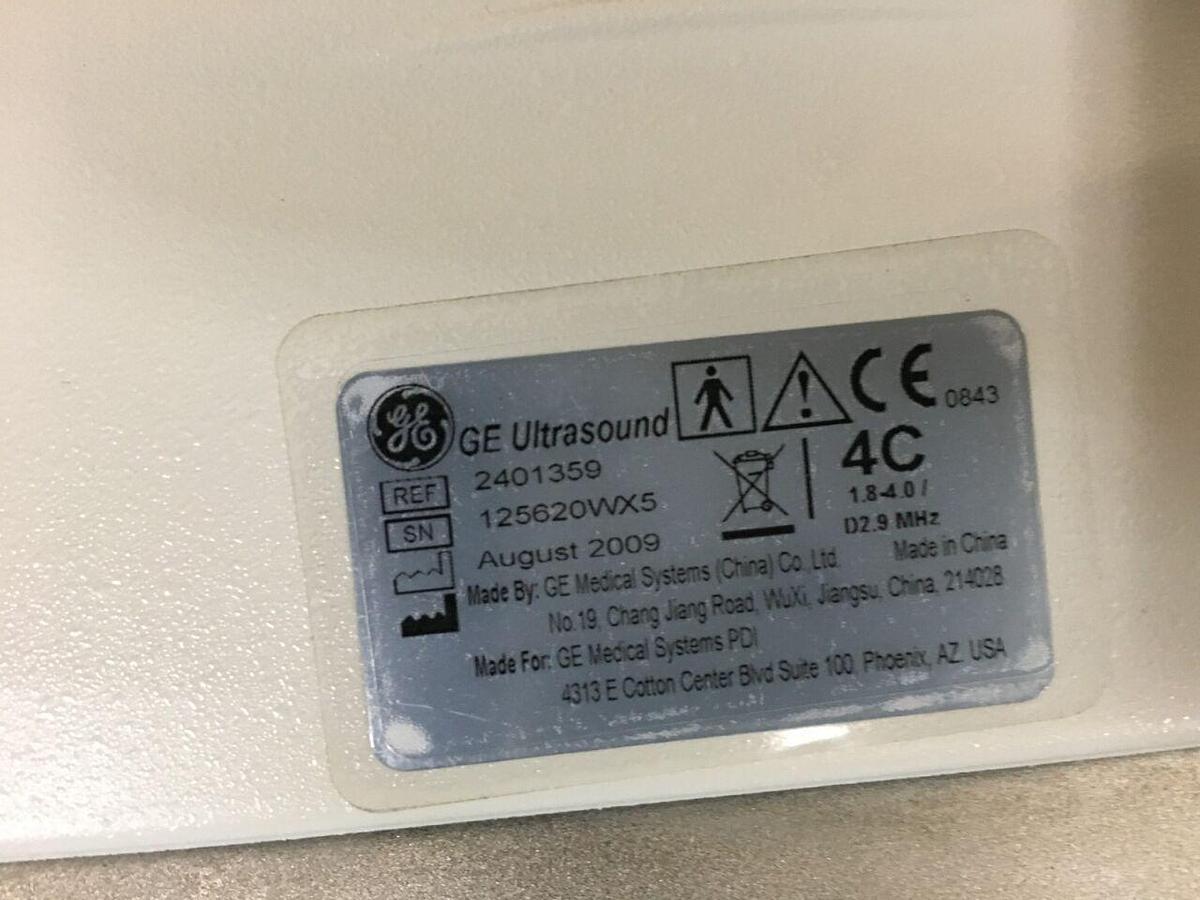 GE
GE Ultrasound
CE 0843
REF 2401359
SN 125620WX5
August 2009
4C
1.8-4.0 /
D2.9 MHz
Made By: GE Medical Systems (China) Co. Ltd. Made in China
No.19, Chang Jiang Road, WuXi, Jiangsu, China, 214028
Made For: GE Medical Systems PDI
4313 E Cotton Center Blvd Suite 100, Phoenix, AZ. USA